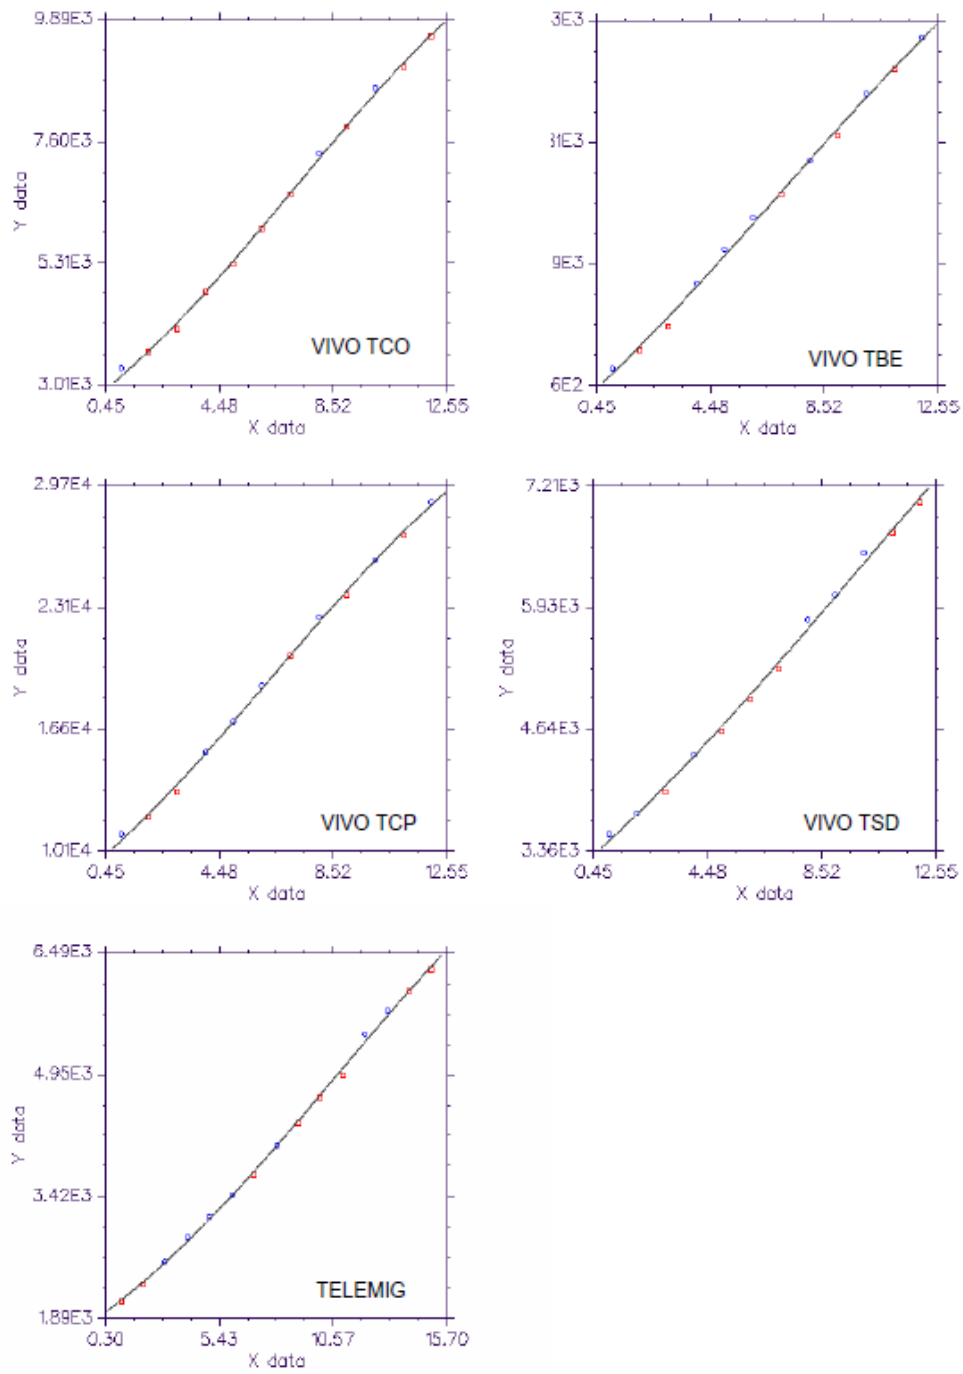 9.89E3
7.60E3
5.31E3
3.01E3
Y data
VIVO TCO
0.45 4.48 8.52 12.55
X data
3E3
31E3
9E3
6E2
VIVO TBE
0.45 4.48 8.52 12.55
X data
2.97E4
2.31E4
1.66E4
1.01E4
Y data
VIVO TCP
0.45 4.48 8.52 12.55
X data
7.21E3
5.93E3
4.64E3
3.36E3
Y data
VIVO TSD
0.45 4.48 8.52 12.55
X data
6.49E3
4.95E3
3.42E3
1.89E3
Y data
TELEMIG
0.30 5.43 10.57 15.70
X data